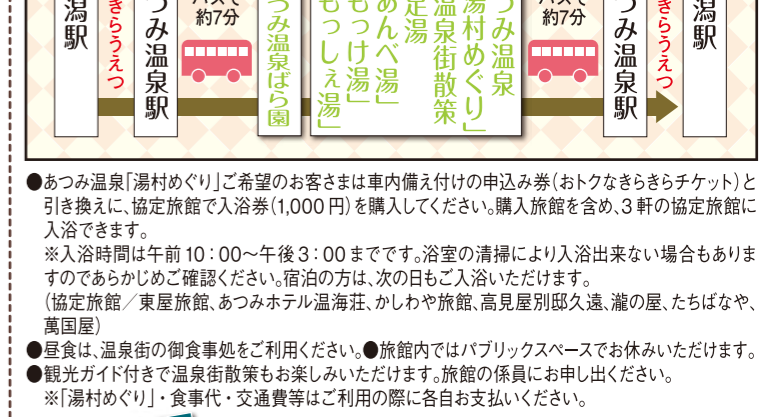 潟駅
きらうえつ
つみ温泉駅
バスで
約7分
つみ温泉ばら園
つみ温泉
湯村めぐり」
温泉街散策
足湯
あんべ湯」
もっけ湯」
もっしぇ湯」
バスで
約7分
つみ温泉駅
きらうえつ
潟駅
●あつみ温泉「湯村めぐり」ご希望のお客さまは車内備え付けの申込み券(おトクなきらきらチケット)と
引き換えに、協定旅館で入浴券(1,000円)を購入してください。購入旅館を含め、3軒の協定旅館に
入浴できます。
※入浴時間は午前10:00〜午後3:00までです。浴室の清掃により入浴出来ない場合もありま
すのであらかじめご確認ください。宿泊の方は、次の日もご入浴いただけます。
(協定旅館/東屋旅館、あつみホテル温海荘、かしわや旅館、高見屋別邸久遠、瀧の屋、たちばなや、
萬国屋)
●昼食は、温泉街の御食事処をご利用ください。●旅館内ではパブリックスペースでお休みいただけます。
●観光ガイド付きで温泉街散策もお楽しみいただけます。旅館の係員にお申し出ください。
※「湯村めぐり」・食事代・交通費等はご利用の際に各自お支払いください。